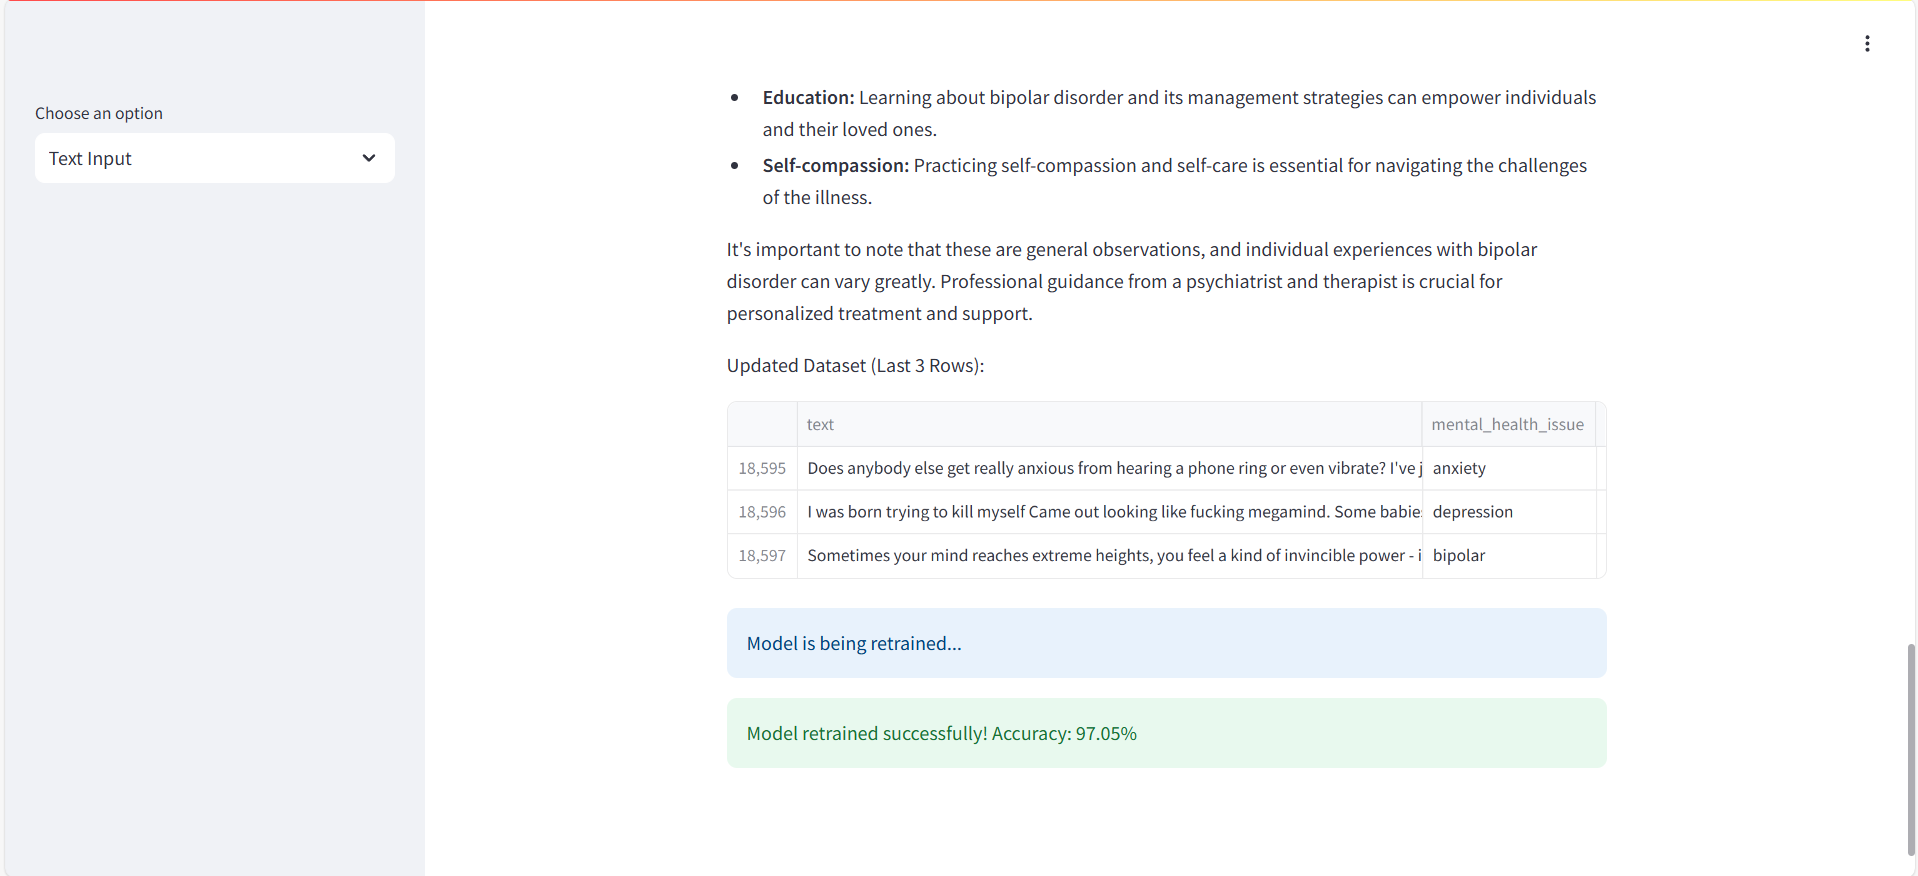 Choose an option
Text Input
Education: Learning about bipolar disorder and its management strategies can empower individuals
and their loved ones.
Self-compassion: Practicing self-compassion and self-care is essential for navigating the challenges
of the illness.
It's important to note that these are general observations, and individual experiences with bipolar
disorder can vary greatly. Professional guidance from a psychiatrist and therapist is crucial for
personalized treatment and support.
Updated Dataset (Last 3 Rows):
text mental_health_issue
18,595 Does anybody else get really anxious from hearing a phone ring or even vibrate? I've j anxiety
18,596 I was born trying to kill myself Came out looking like fucking megamind. Some babie depression
18,597 Sometimes your mind reaches extreme heights, you feel a kind of invincible power - i bipolar
Model is being retrained...
Model retrained successfully! Accuracy: 97.05%